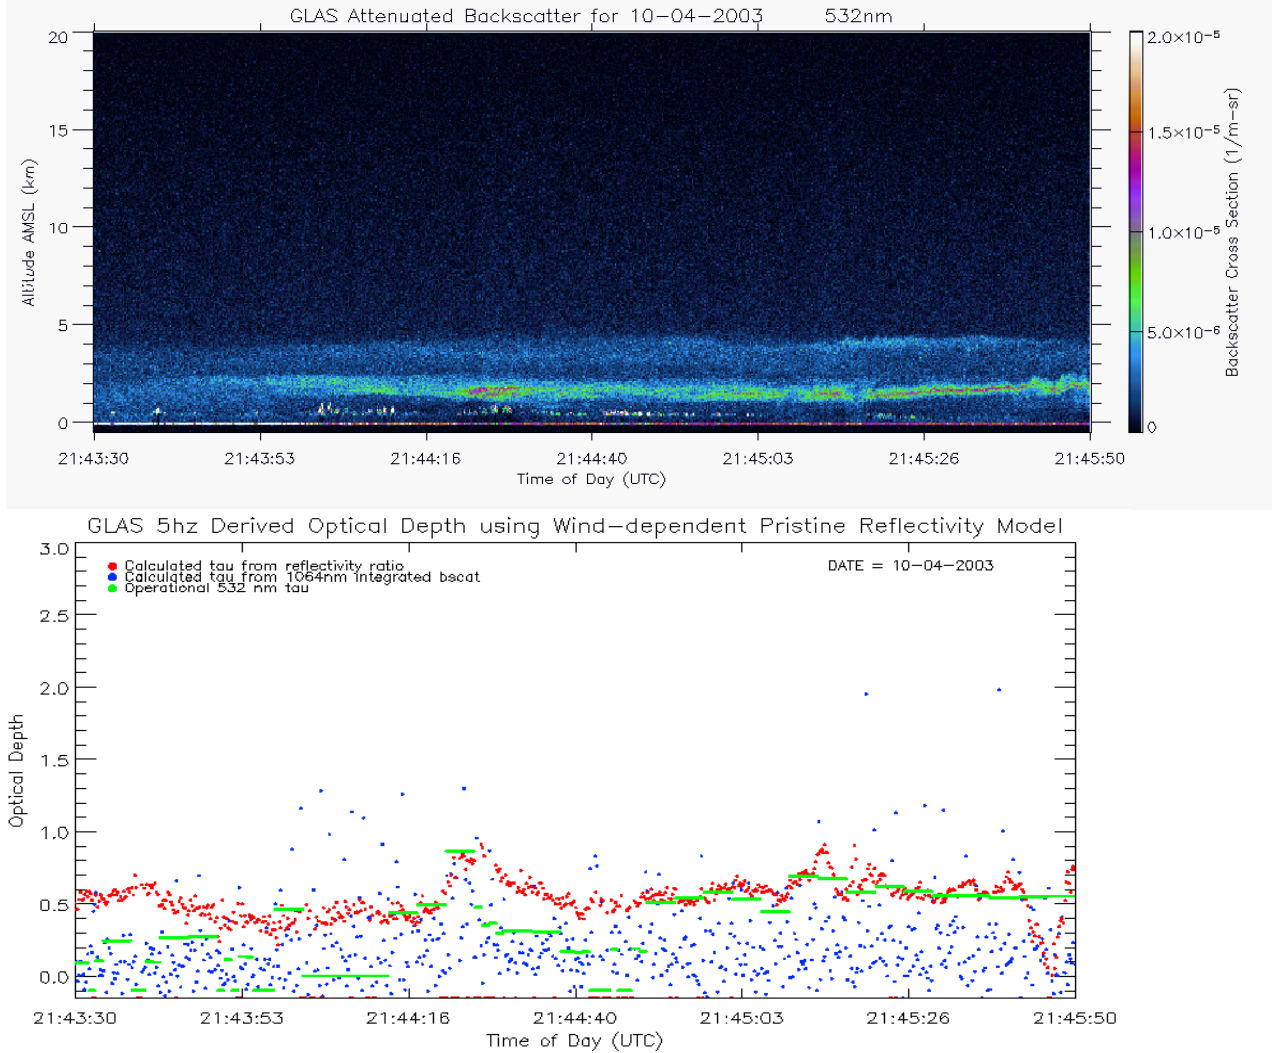 GLAS Attenuated Backscatter for 10-04-2003 532nm
20
15
10
5
0
Altitude AMSL (km)
21:43:30 21:43:53 21:44:16 21:44:40 21:45:03 21:45:26 21:45:50
Time of Day (UTC)
2.0×10-5
1.5×10-5
1.0×10-5
5.0×10-6
0
Backscatter Cross Section (1/m-sr)
GLAS 5hz Derived Optical Depth using Wind-dependent Pristine Reflectivity Model
Calculated tau from reflectivity ratio
Calculated tau from 1064nm integrated bscat
Operational 532 nm tau
DATE = 10-04-2003
3.0
2.5
2.0
1.5
1.0
0.5
0.0
Optical Depth
21:43:30 21:43:53 21:44:16 21:44:40 21:45:03 21:45:26 21:45:50
Time of Day (UTC)